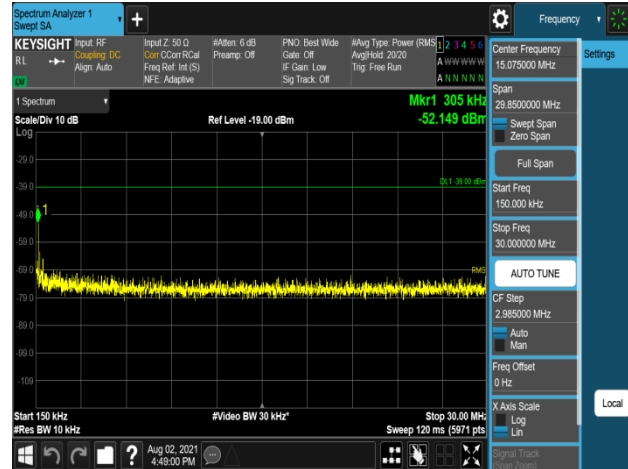 Spectrum Analyzer 1
Swept SA
Frequency
KEYSIGHT
RL
LW
Input: RF
Coupling: DC
Align: Auto
Input Z: 50 Ω
Corr CCorr RCal
Freq Ref: Int (S)
NFE: Adaptive
#Atten: 6 dB
Preamp: Off
PNO: Best Wide
Gate: Off
IF Gain: Low
Sig Track: Off
#Avg Type: Power (RMS
Avg|Hold: 20/20
Trig: Free Run
1 2 3 4 5 6
A W W W W W
A N N N N N
1 Spectrum
Scale/Div 10 dB
Log
Ref Level -19.00 dBm
Mkr1 305 kHz
-52.149 dBm
-29.0
-39.0
DL1 -39.00 dBm
-49.0
1
-59.0
-69.0
RMS
-79.0
-89.0
-99.0
-109
Start 150 kHz
#Video BW 30 kHz*
Stop 30.00 MHz
#Res BW 10 kHz
Sweep 120 ms (5971 pts
?
Aug 02, 2021
4:49:00 PM
Center Frequency
15.075000 MHz
Settings
Span
29.8500000 MHz
Swept Span
Zero Span
Full Span
Start Freq
150.000 kHz
Stop Freq
30.000000 MHz
AUTO TUNE
CF Step
2.985000 MHz
Auto
Man
Freq Offset
0 Hz
X Axis Scale
Log
Lin
Local
Signal Track
(Span Zoom)